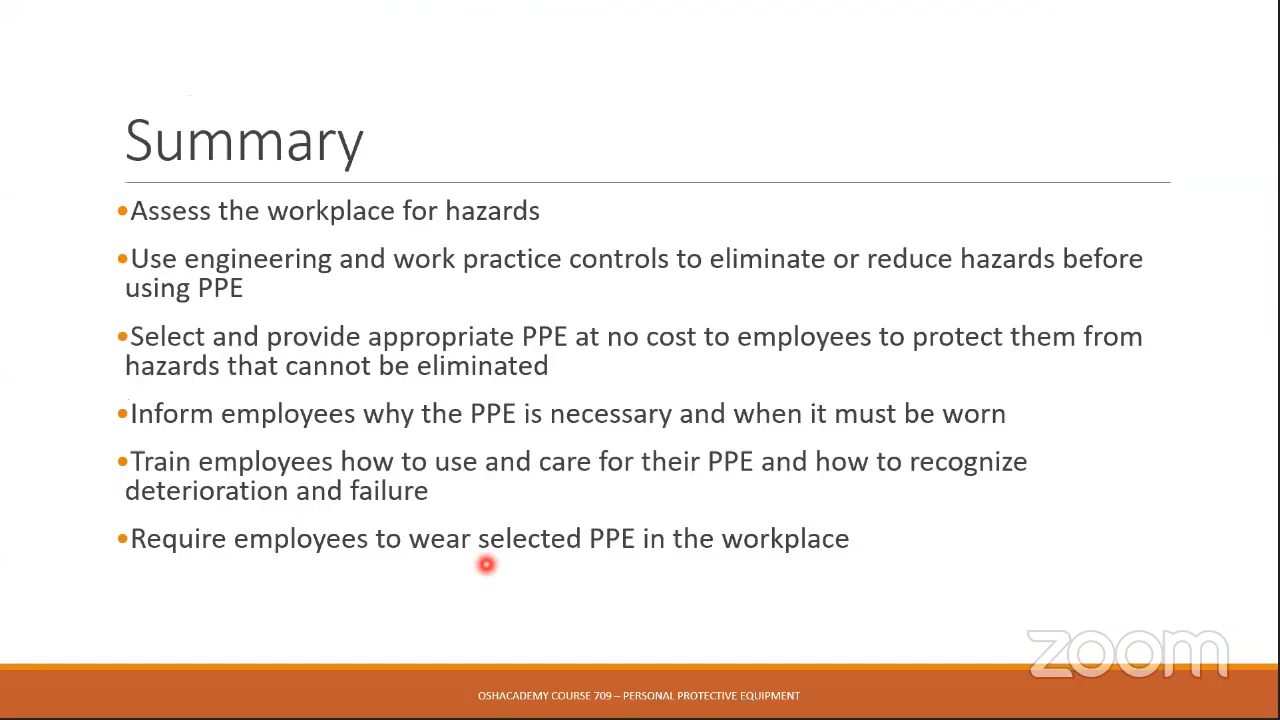 Summary
•Assess the workplace for hazards
•Use engineering and work practice controls to eliminate or reduce hazards before
using PPE
•Select and provide appropriate PPE at no cost to employees to protect them from
hazards that cannot be eliminated
•Inform employees why the PPE is necessary and when it must be worn
•Train employees how to use and care for their PPE and how to recognize
deterioration and failure
•Require employees to wear selected PPE in the workplace
zoom
OSHACADEMY COURSE 709 – PERSONAL PROTECTIVE EQUIPMENT